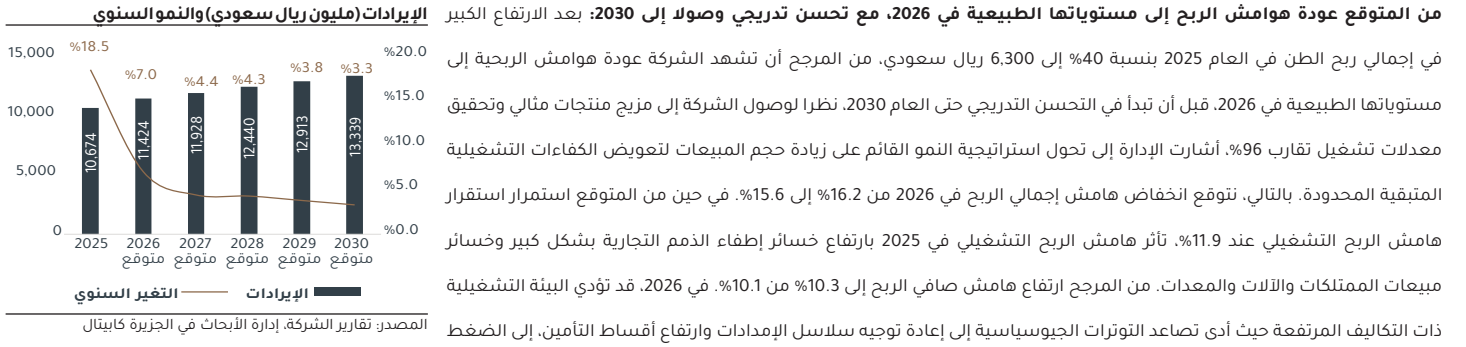 من المتوقع عودة هوامش الربح إلى مستوياتها الطبيعية في 2026، مع تحسن تدريجي وصولا إلى 2030: بعد الارتفاع الكبير
في إجمالي ربح الطن في العام 2025 بنسبة 40% إلى 6,300 ريال سعودي، من المرجح أن تشهد الشركة عودة هوامش الربحية إلى
مستوياتها الطبيعية في 2026، قبل أن تبدأ في التحسن التدريجي حتى العام 2030، نظرا لوصول الشركة إلى مزيج منتجات مثالي وتحقيق
معدلات تشغيل تقارب 96%، أشارت الإدارة إلى تحول استراتيجية النمو القائم على زيادة حجم المبيعات لتعويض الكفاءات التشغيلية
المتبقية المحدودة. بالتالي، نتوقع انخفاض هامش إجمالي الربح في 2026 من 16.2% إلى 15.6%. في حين من المتوقع استمرار استقرار
هامش الربح التشغيلي عند 11.9%، تأثر هامش الربح التشغيلي في 2025 بارتفاع خسائر إطفاء الذمم التجارية بشكل كبير وخسائر
مبيعات الممتلكات والآلات والمعدات. من المرجح ارتفاع هامش صافي الربح إلى 10.3% من 10.1%. في 2026، قد تؤدي البيئة التشغيلية
ذات التكاليف المرتفعة حيث أدى تصاعد التوترات الجيوسياسية إلى إعادة توجيه سلاسل الإمدادات وارتفاع أقساط التأمين، إلى الضغط
الإيرادات (مليون ريال سعودي) والنمو السنوي
15,000
10,000
5,000
0
%20.0
%15.0
%10.0
%5.0
%0.0
%18.5
%7.0
%4.4
%4.3
%3.8
%3.3
10,674
11,424
11,928
12,440
12,913
13,339
2025
2026 متوقع
2027 متوقع
2028 متوقع
2029 متوقع
2030 متوقع
الإيرادات
التغير السنوي
المصدر: تقارير الشركة، إدارة الأبحاث في الجزيرة كابيتال